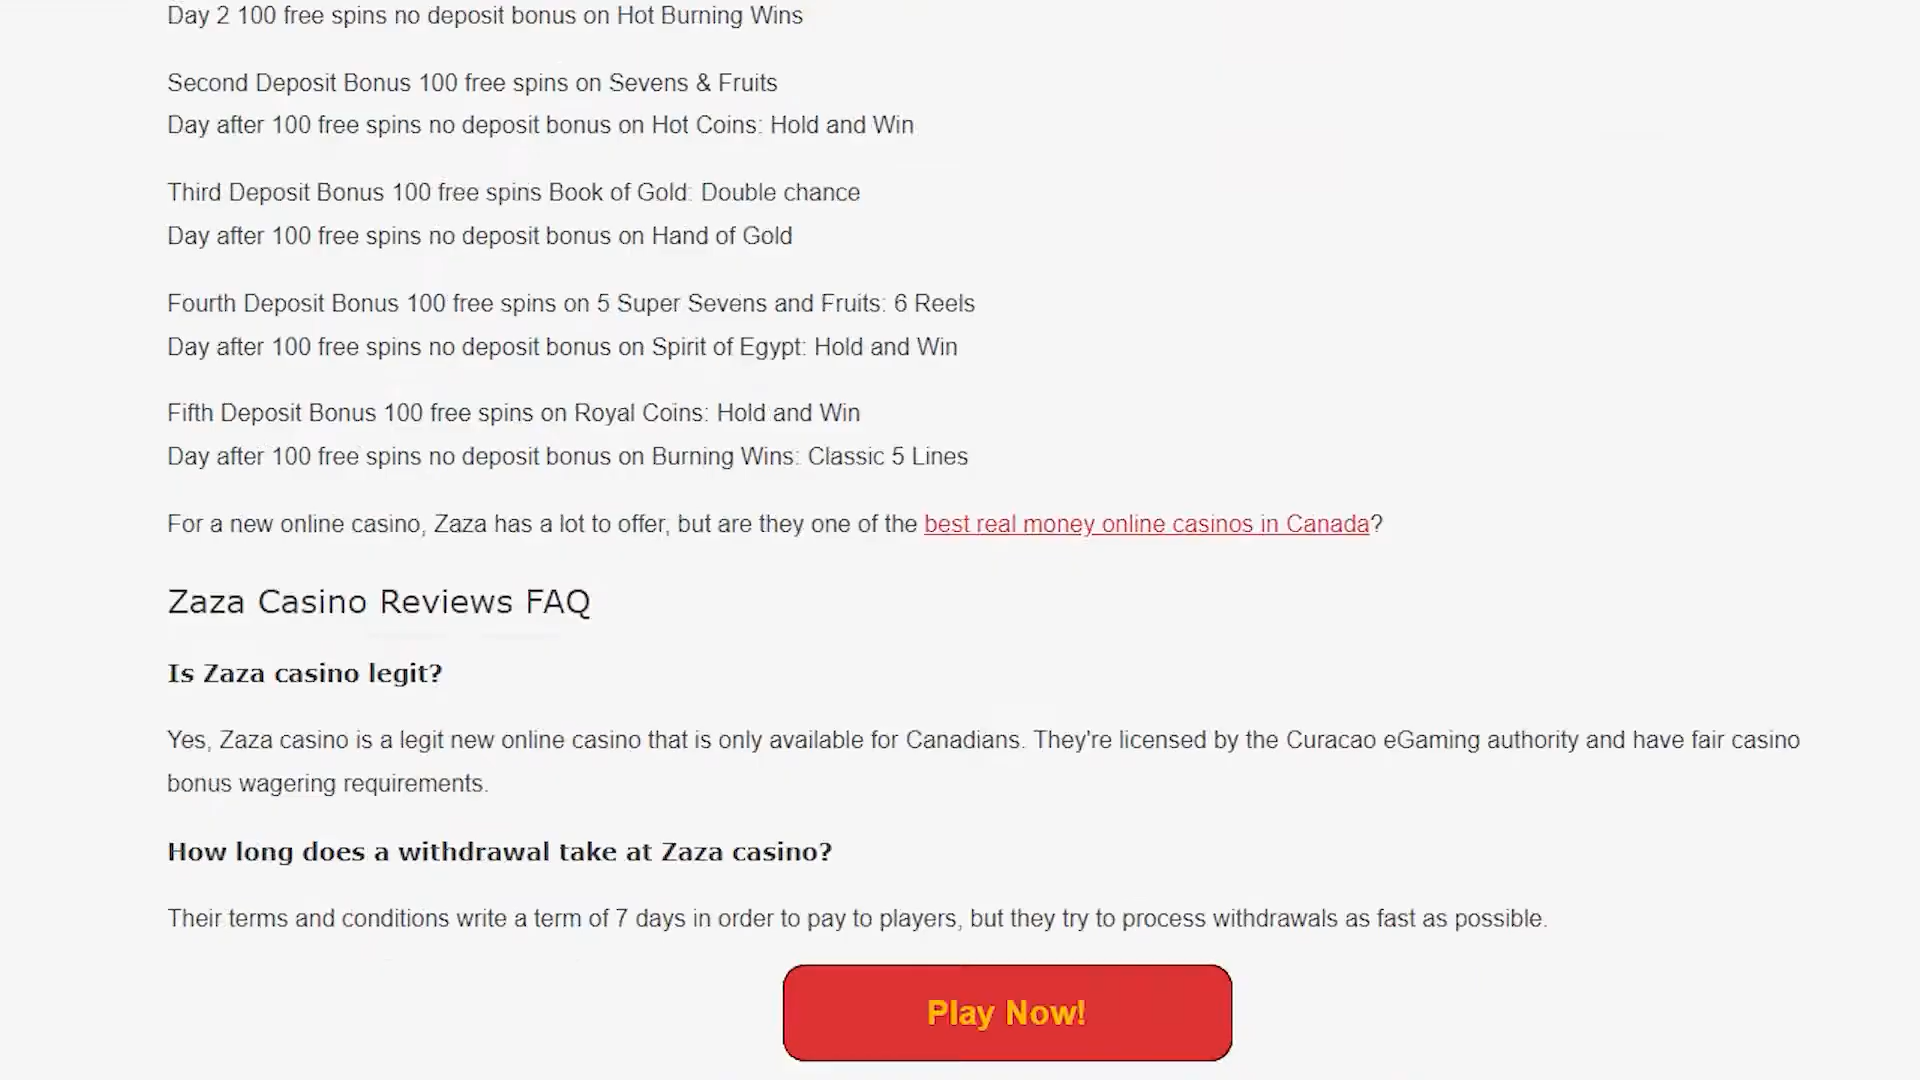 Day 2 100 free spins no deposit bonus on Hot Burning Wins
Second Deposit Bonus 100 free spins on Sevens & Fruits
Day after 100 free spins no deposit bonus on Hot Coins: Hold and Win
Third Deposit Bonus 100 free spins Book of Gold: Double chance
Day after 100 free spins no deposit bonus on Hand of Gold
Fourth Deposit Bonus 100 free spins on 5 Super Sevens and Fruits: 6 Reels
Day after 100 free spins no deposit bonus on Spirit of Egypt: Hold and Win
Fifth Deposit Bonus 100 free spins on Royal Coins: Hold and Win
Day after 100 free spins no deposit bonus on Burning Wins: Classic 5 Lines
For a new online casino, Zaza has a lot to offer, but are they one of the best real money online casinos in Canada?
Zaza Casino Reviews FAQ
Is Zaza casino legit?
Yes, Zaza casino is a legit new online casino that is only available for Canadians. They're licensed by the Curacao eGaming authority and have fair casino
bonus wagering requirements.
How long does a withdrawal take at Zaza casino?
Their terms and conditions write a term of 7 days in order to pay to players, but they try to process withdrawals as fast as possible.
Play Now!